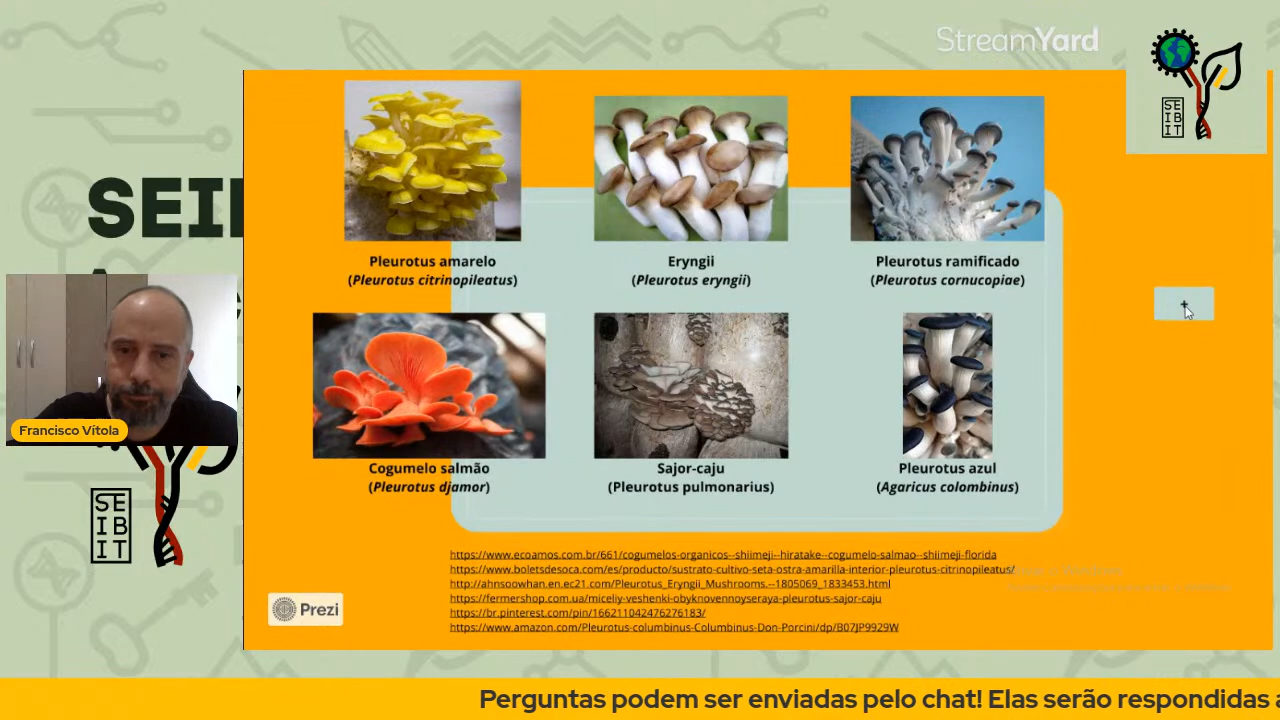 StreamYard
SEI
SE
IB
IT
Pleurotus amarelo
(Pleurotus citrinopileatus)
Eryngii
(Pleurotus eryngii)
Pleurotus ramificado
(Pleurotus cornucopiae)
Francisco Vítola
Cogumelo salmão
(Pleurotus djamor)
Sajor-caju
(Pleurotus pulmonarius)
Pleurotus azul
(Agaricus colombinus)
SE
IB
IT
https://www.ecoamos.com.br/661/cogumelos-organicos--shiimeji--hiratake--cogumelo-salmao--shiimeji-florida
https://www.boletsdesoca.com/es/producto/sustrato-cultivo-seta-ostra-amarilla-interior-pleurotus-citrinopileatus/
http://ahnsoowhan.en.ec21.com/Pleurotus_Eryngii_Mushrooms.--1805069_1833453.html
https://fermershop.com.ua/miceliy-veshenki-obyknovennoyseraya-pleurotus-sajor-caju
https://br.pinterest.com/pin/166211042476276183/
https://www.amazon.com/Pleurotus-columbinus-Columbinus-Don-Porcini/dp/B07JP9929W
Prezi
Perguntas podem ser enviadas pelo chat! Elas serão respondidas a